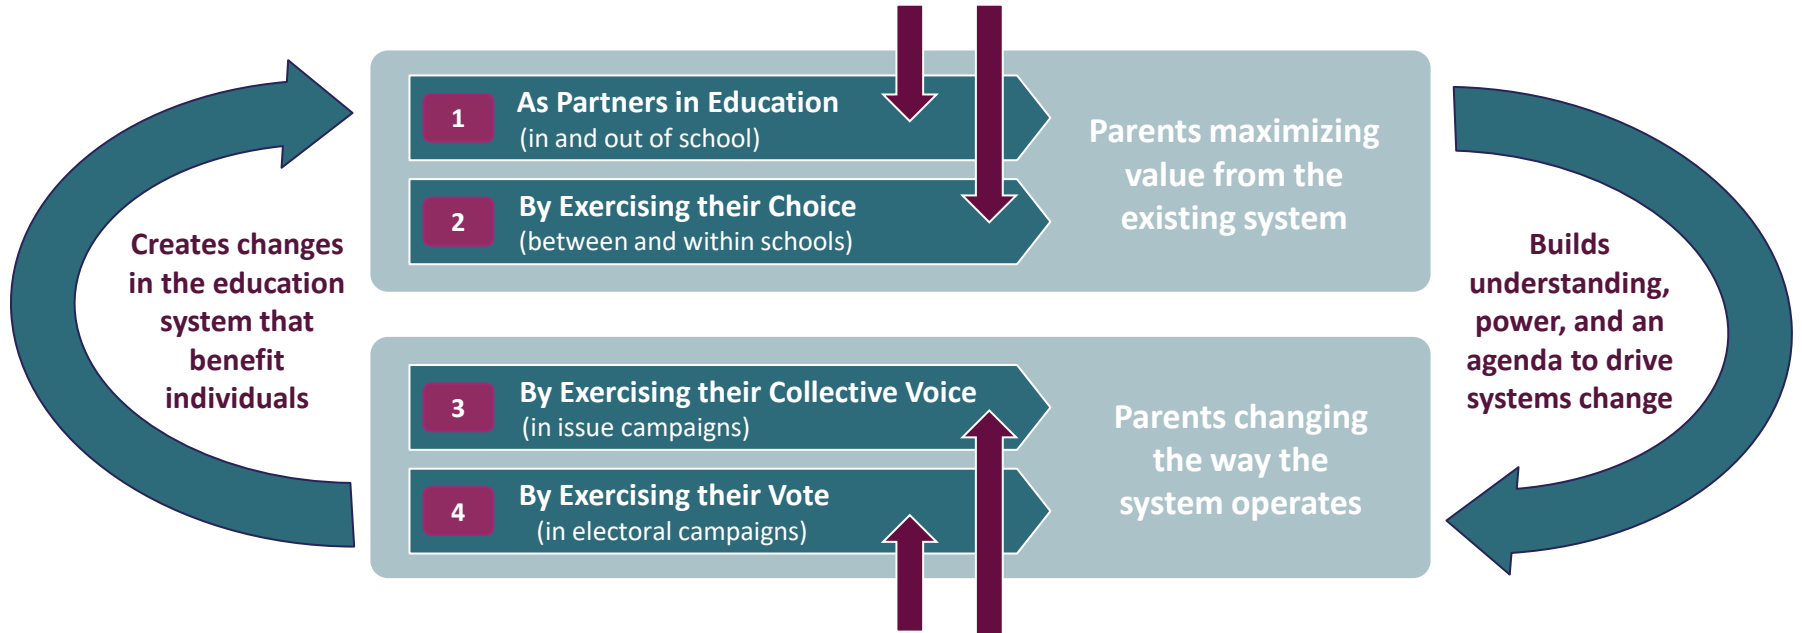 1
As Partners in Education
(in and out of school)
2
By Exercising their Choice
(between and within schools)
Parents maximizing
value from the
existing system
Creates changes
in the education
system that
benefit
individuals
Builds
understanding,
power, and an
agenda to drive
systems change
3
By Exercising their Collective Voice
(in issue campaigns)
4
By Exercising their Vote
(in electoral campaigns)
Parents changing
the way the
system operates